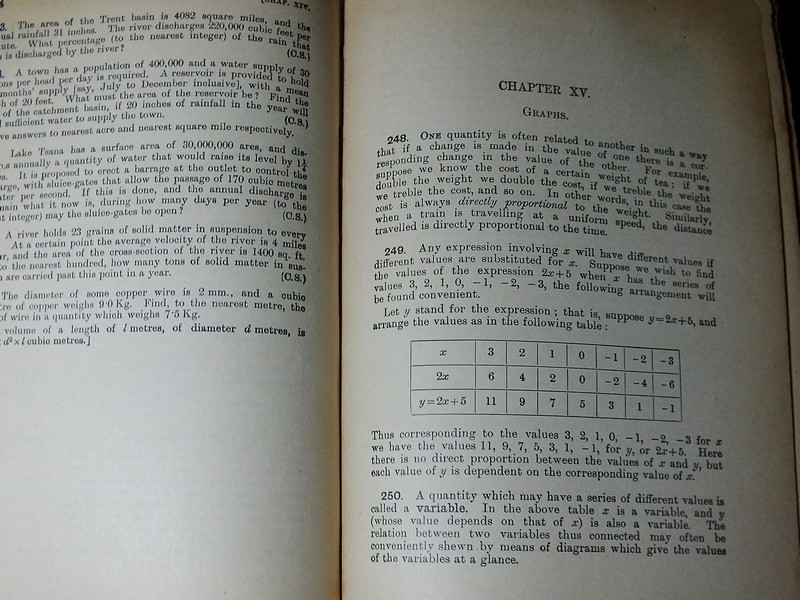 [CHAP. XIV.
3. The area of the Trent basin is 4082 square miles, and the
ual rainfall 31 inches. The river discharges 220,000 cubic feet per
ute. What percentage (to the nearest integer) of the rain that
s is discharged by the river?
(C.S.)
A town has a population of 400,000 and a water supply of 30
ons per head per day is required. A reservoir is provided to hold
months' supply [say, July to December inclusive], with a mean
h of 20 feet. What must the area of the reservoir be? Find the
of the catchment basin, if 20 inches of rainfall in the year will
d sufficient water to supply the town.
(C.S.)
ve answers to nearest acre and nearest square mile respectively.
Lake Tsana has a surface area of 30,000,000 ares, and dis-
annually a quantity of water that would raise its level by 1¼
s. It is proposed to erect a barrage at the outlet to control the
arge, with sluice-gates that allow the passage of 170 cubic metres
ter per second. If this is done, and the annual discharge is
main what it now is, during how many days per year (to the
t integer) may the sluice-gates be open?
(C.S.)
A river holds 23 grains of solid matter in suspension to every
At a certain point the average velocity of the river is 4 miles
r, and the area of the cross-section of the river is 1400 sq. ft.
to the nearest hundred, how many tons of solid matter in sus-
n are carried past this point in a year.
(C.S.)
The diameter of some copper wire is 2 mm., and a cubic
tre of copper weighs 9·0 Kg. Find, to the nearest metre, the
of wire in a quantity which weighs 7·5 Kg.
volume of a length of l metres, of diameter d metres, is
d² × l cubic metres.]
CHAPTER XV.
GRAPHS.
248. ONE quantity is often related to another in such a way
that if a change is made in the value of one there is a cor-
responding change in the value of the other. For example,
suppose we know the cost of a certain weight of tea; if we
double the weight we double the cost, if we treble the weight
we treble the cost, and so on. In other words, in this case the
cost is always directly proportional to the weight. Similarly,
when a train is travelling at a uniform speed, the distance
travelled is directly proportional to the time.
249. Any expression involving x will have different values if
different values are substituted for x. Suppose we wish to find
the values of the expression 2x+5 when x has the series of
values 3, 2, 1, 0, −1, −2, −3, the following arrangement will
be found convenient.
Let y stand for the expression; that is, suppose y=2x+5, and
arrange the values as in the following table:
x 3 2 1 0 −1 −2 −3
2x 6 4 2 0 −2 −4 −6
y=2x+5 11 9 7 5 3 1 −1
Thus corresponding to the values 3, 2, 1, 0, −1, −2, −3 for x
we have the values 11, 9, 7, 5, 3, 1, −1, for y, or 2x+5. Here
there is no direct proportion between the values of x and y, but
each value of y is dependent on the corresponding value of x.
250. A quantity which may have a series of different values is
called a variable. In the above table x is a variable, and y
(whose value depends on that of x) is also a variable. The
relation between two variables thus connected may often be
conveniently shewn by means of diagrams which give the values
of the variables at a glance.